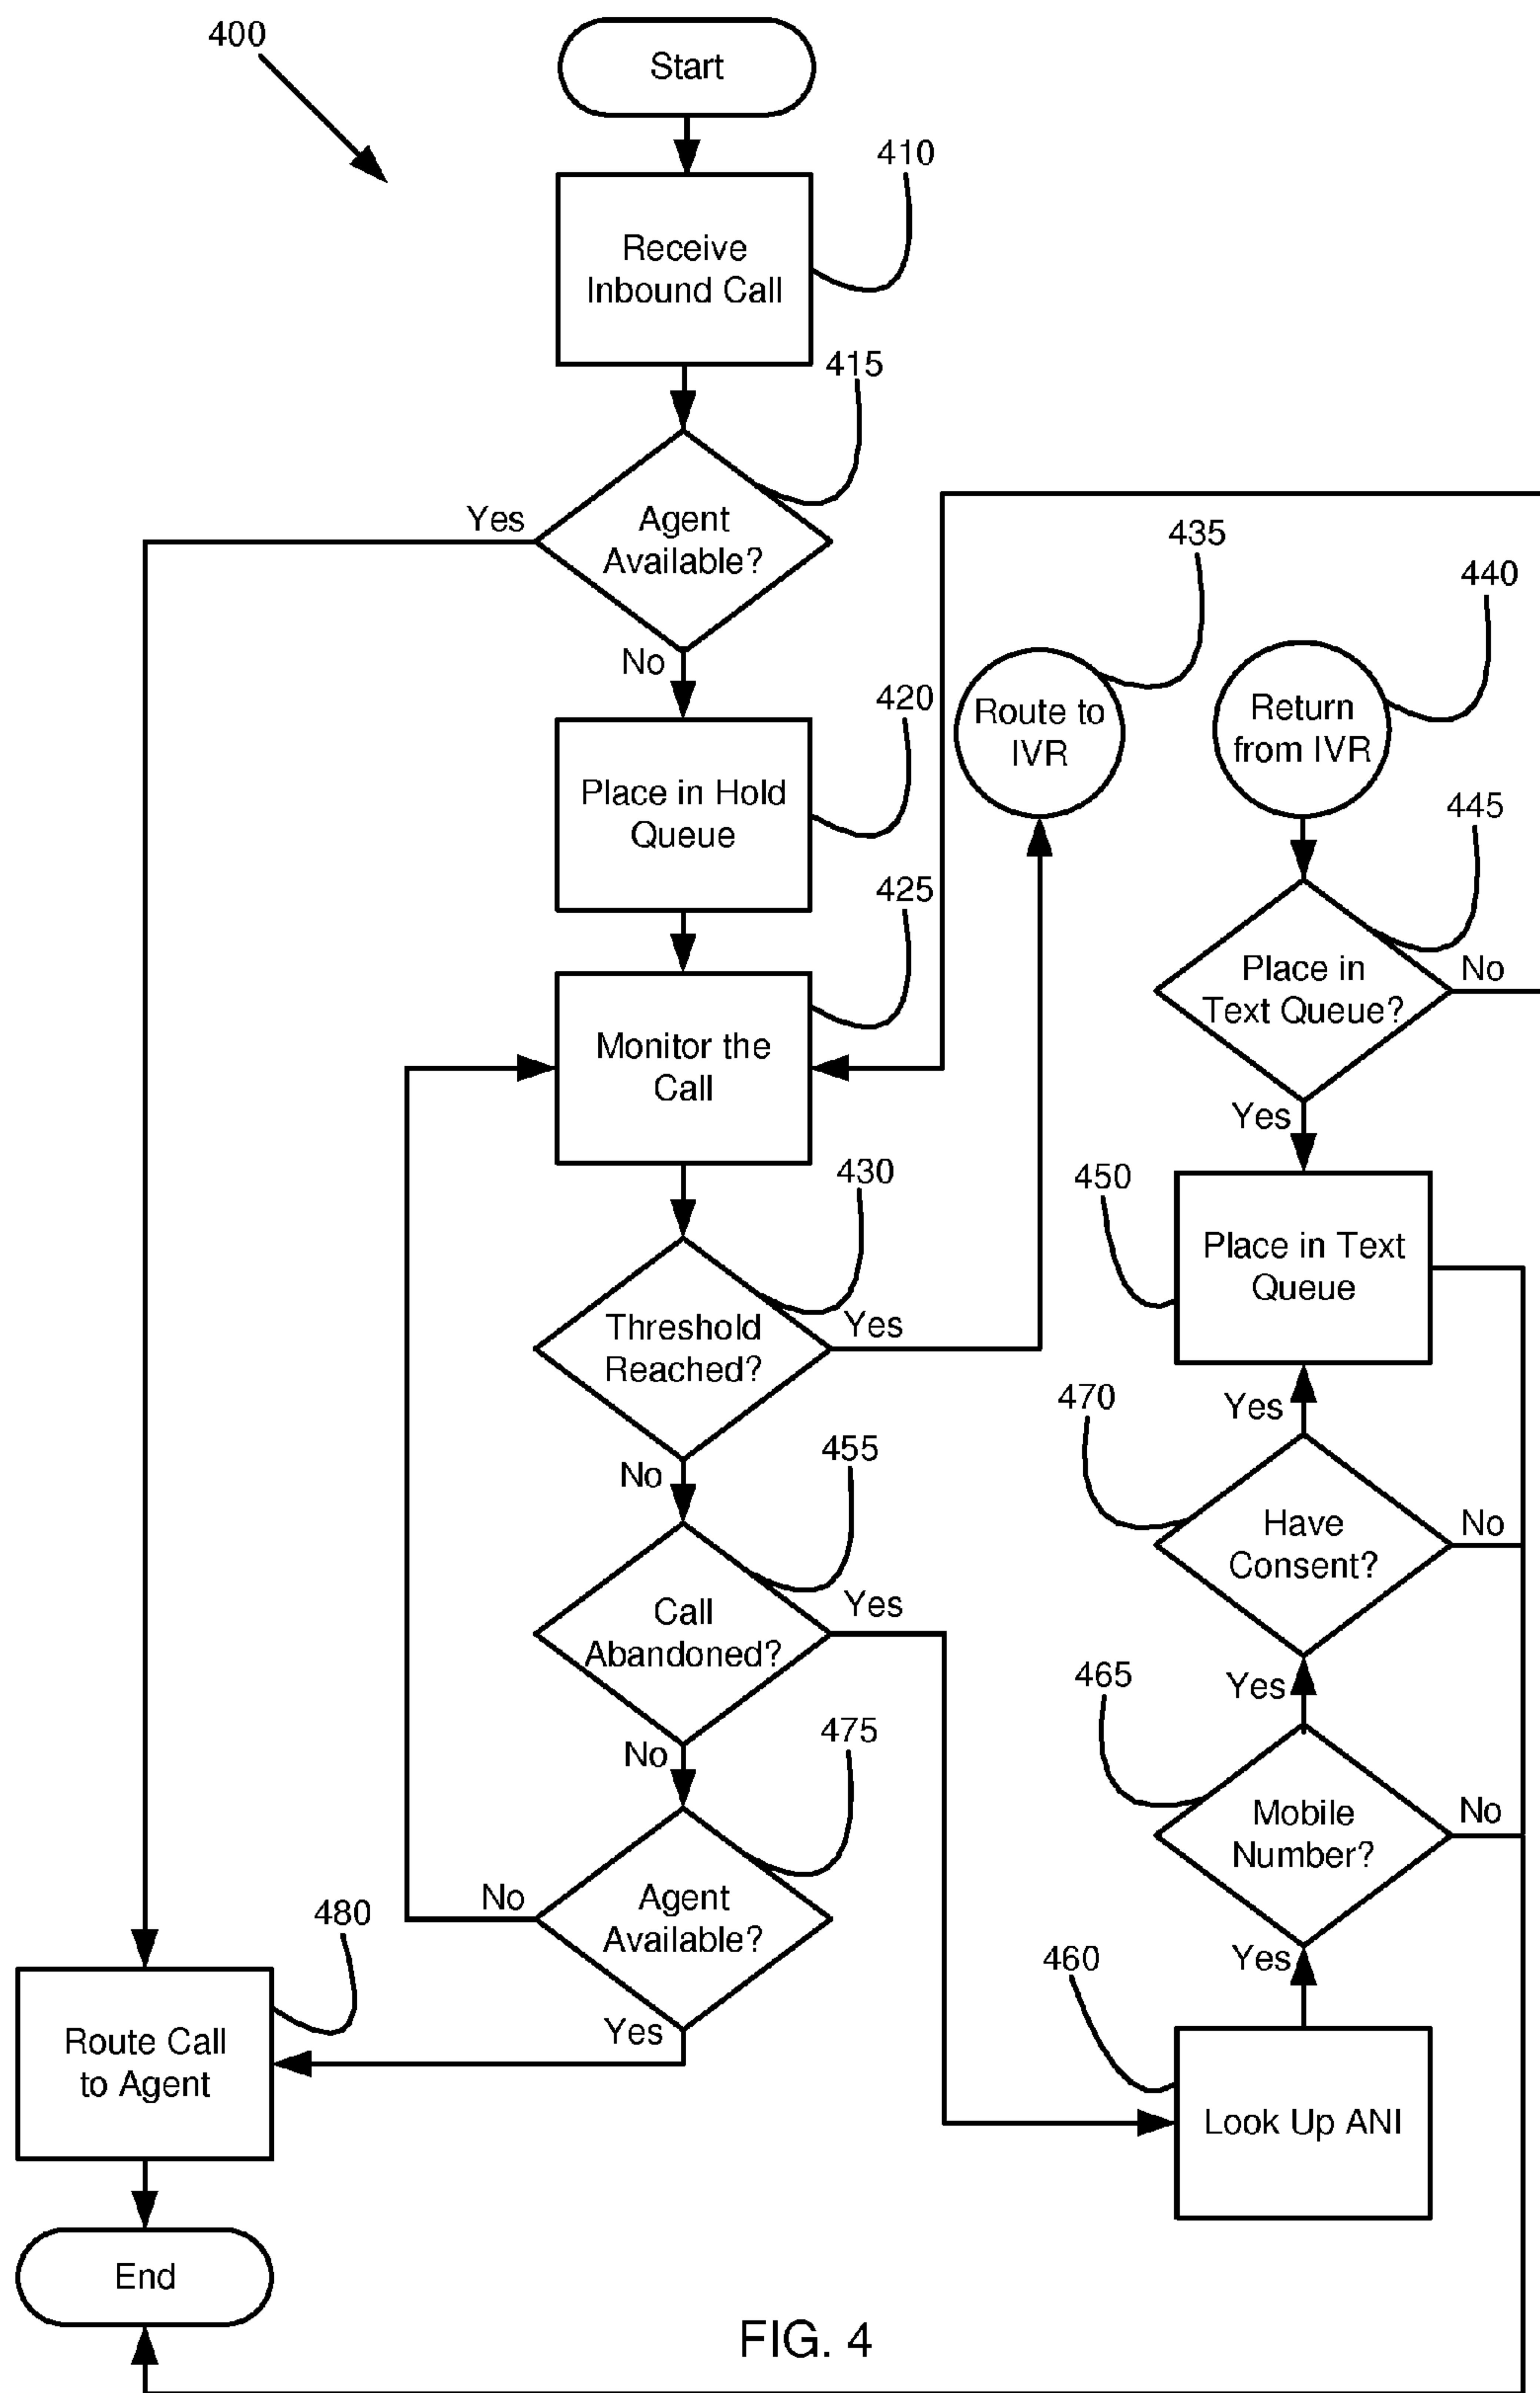 400
Start
410
Receive
Inbound Call
415
Yes
Agent
Available?
No
435
440
420
Route to
IVR
Return
from IVR
Place in Hold
Queue
445
425
Place in
Text Queue?
No
Monitor the
Call
Yes
430
450
Place in Text
Queue
Threshold
Reached?
Yes
470
Yes
No
455
Have
Consent?
No
Call
Abandoned?
Yes
465
Yes
No
475
Mobile
Number?
No
Agent
Available?
No
480
460
Yes
Yes
Route Call
to Agent
Look Up ANI
End
FIG. 4